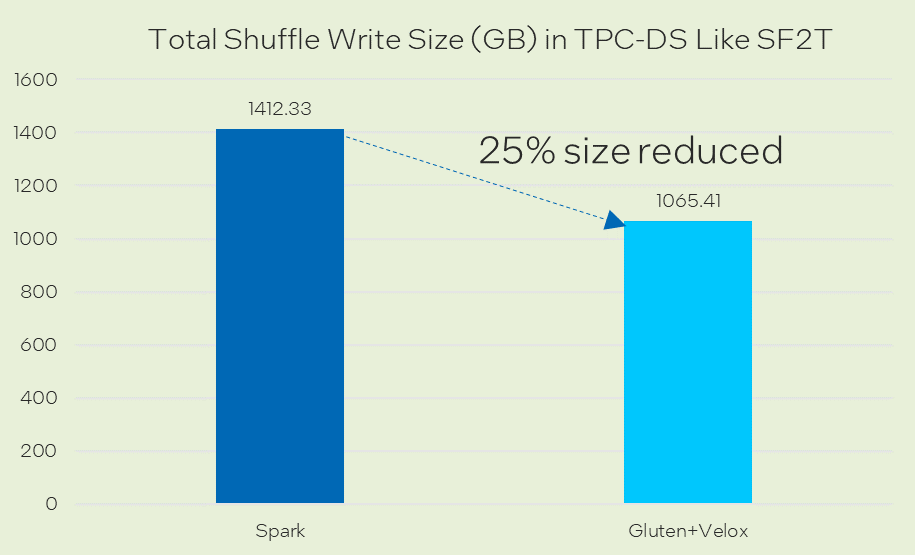 Total Shuffle Write Size (GB) in TPC-DS Like SF2T
1600
1412.33
1400
25% size reduced
1200
1065.41
1000
800
600
400
200
0
Spark
Gluten+Velox